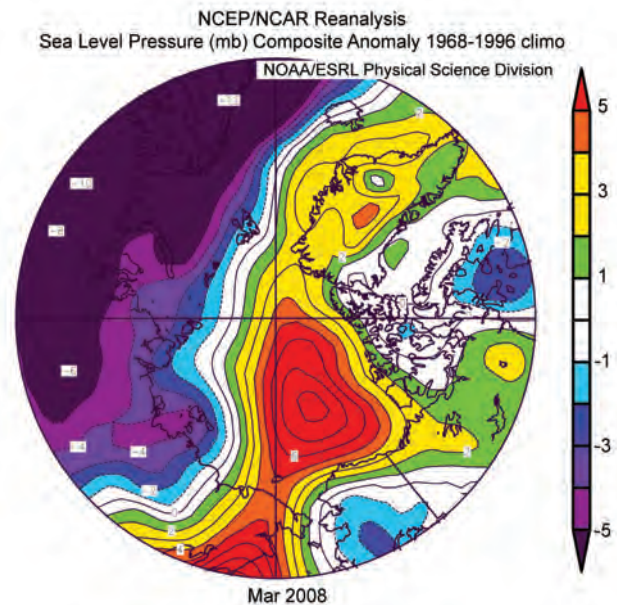 NCEP/NCAR Reanalysis
Sea Level Pressure (mb) Composite Anomaly 1968-1996 climo
NOAA/ESRL Physical Science Division
5
3
1
-1
-3
-5
Mar 2008